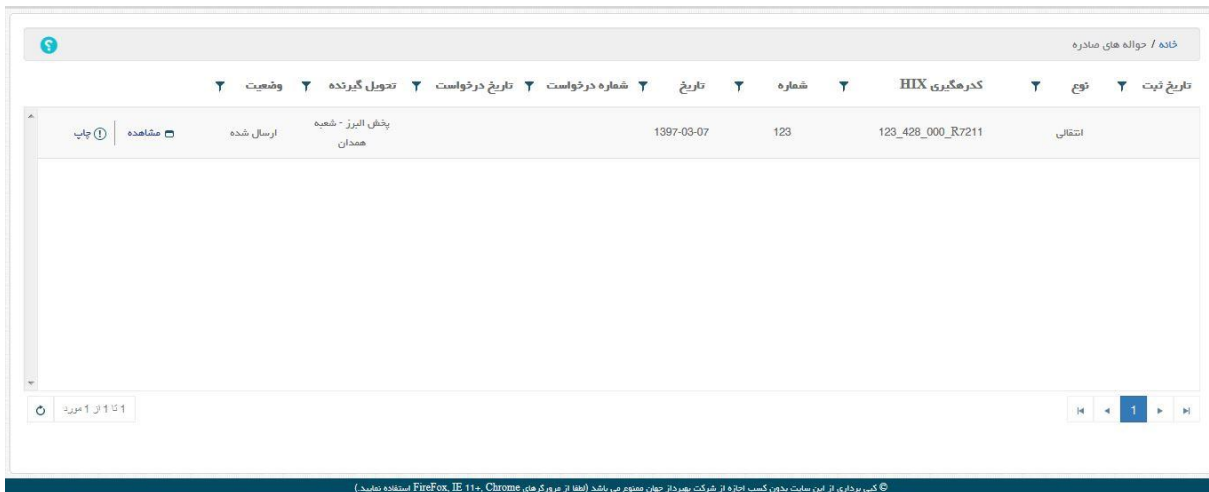 خانه / حواله های صادره
تاریخ ثبت نوع کدرهگیری HIX شماره تاریخ شماره درخواست تاریخ درخواست تحویل گیرنده وضعیت
انتقالی 123_428_000_R7211 123 1397-03-07 پخش البرز - شعبه ارسال شده مشاهده چاپ
همدان
1
1 تا 1 از 1 مورد
© کپی برداری از این سایت بدون کسب اجازه از شرکت بهپرداز جهان ممنوع می باشد (لطفا از مرورگرهای FireFox, IE 11+, Chrome استفاده نمایید.)